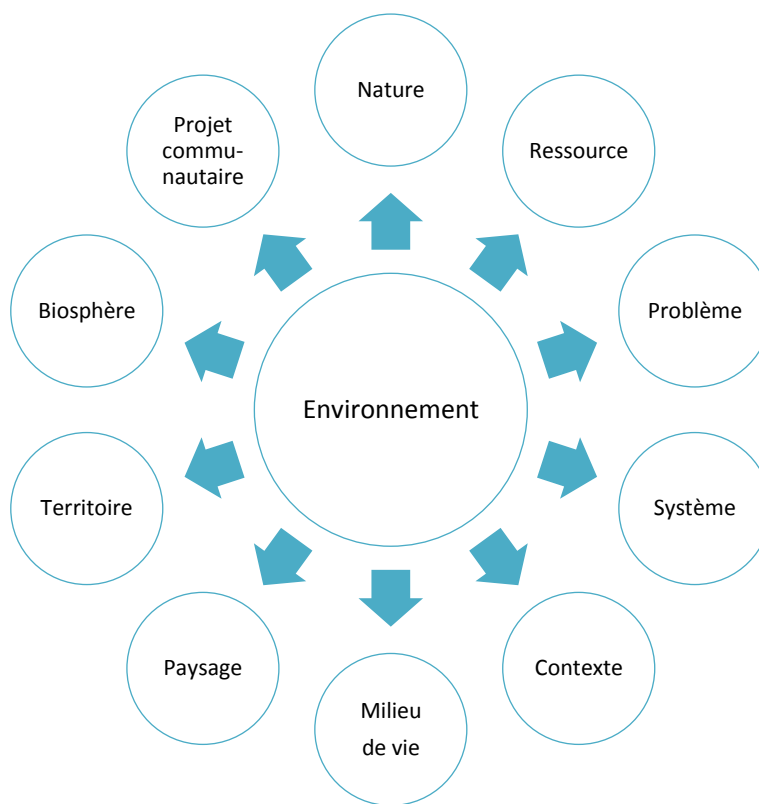 Nature
Ressource
Problème
Système
Contexte
Milieu
de vie
Paysage
Territoire
Biosphère
Projet
commu-
nautaire
Environnement